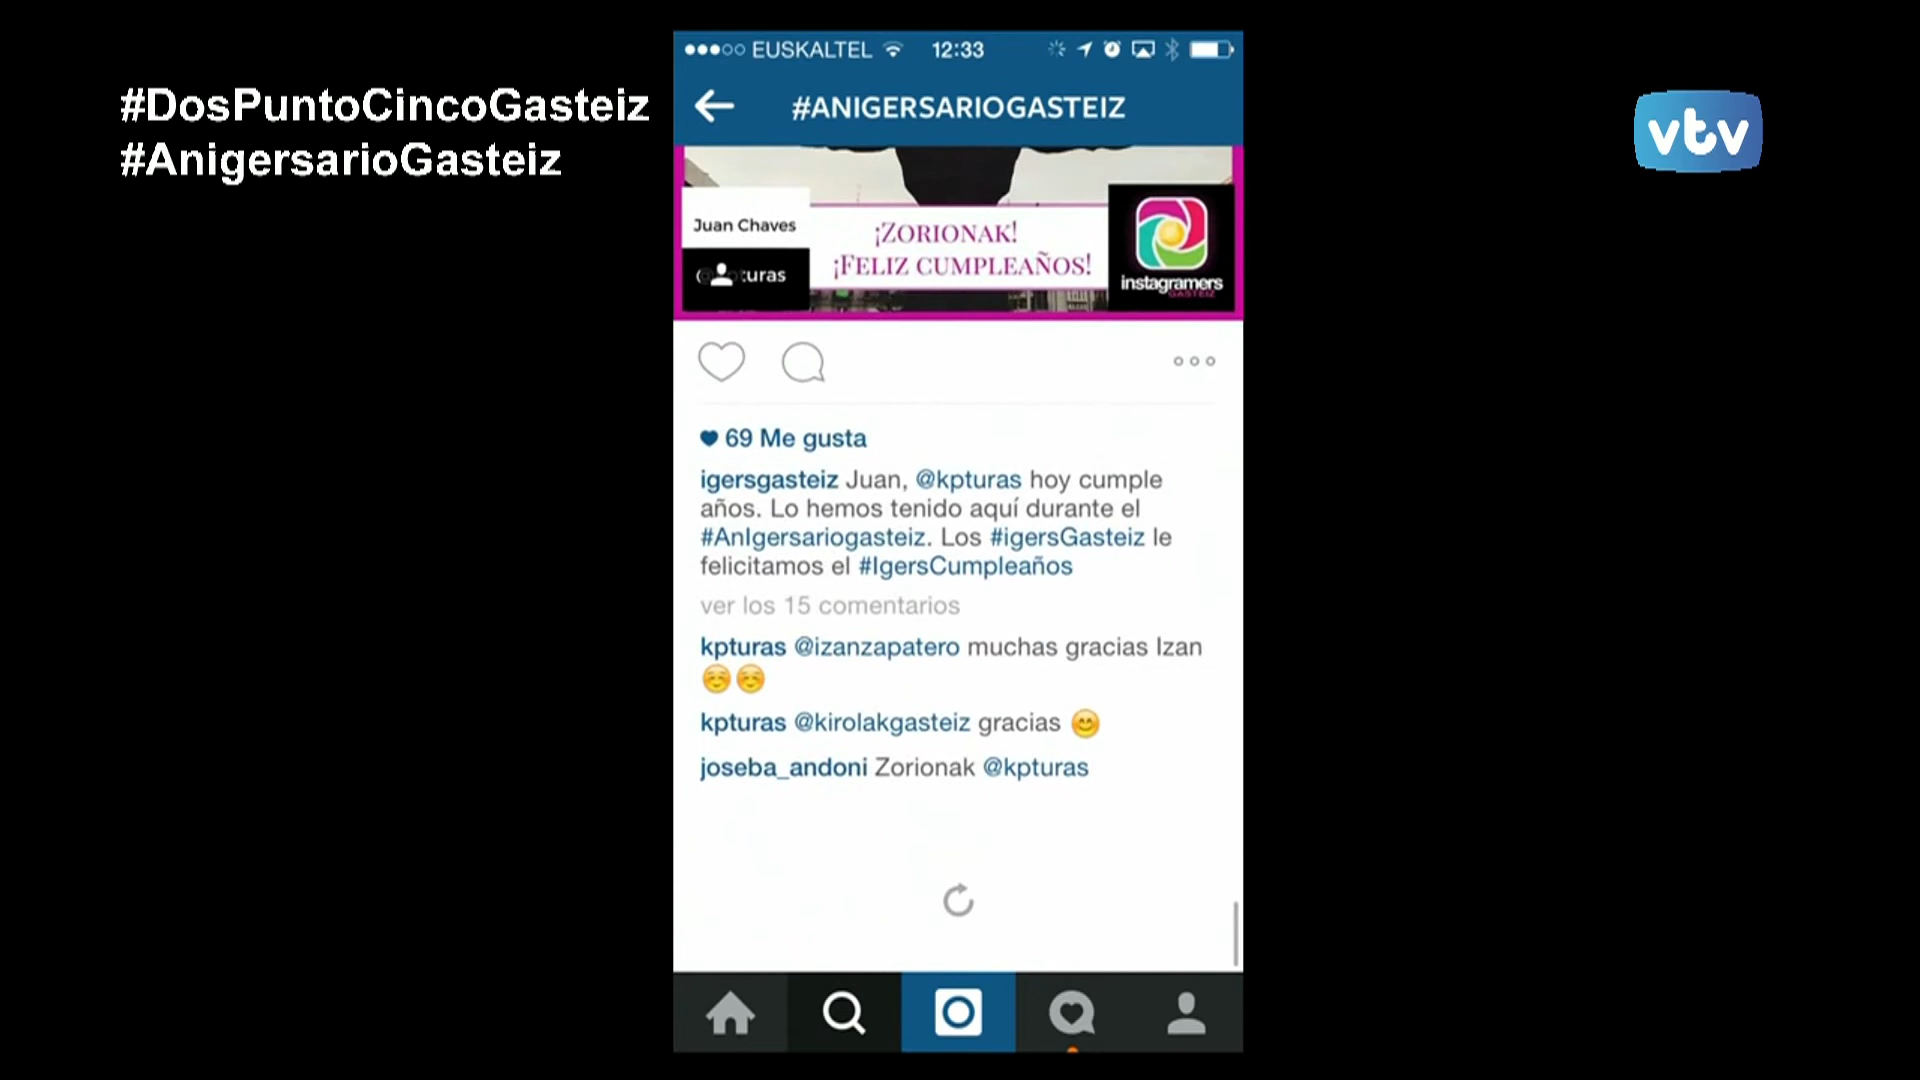 #DosPuntoCincoGasteiz
#AnigersarioGasteiz
EUSKALTEL 12:33
#ANIGERSARIOGASTEIZ
vtv
Juan Chaves
¡ZORIONAK!
¡FELIZ CUMPLEAÑOS!
instagramers
GASTEIZ
69 Me gusta
igersgasteiz Juan, @kpturas hoy cumple
años. Lo hemos tenido aquí durante el
#AnIgersariogasteiz. Los #igersGasteiz le
felicitamos el #IgersCumpleaños
ver los 15 comentarios
kpturas @izanzapatero muchas gracias Izan
kpturas @kirolakgasteiz gracias
joseba_andoni Zorionak @kpturas